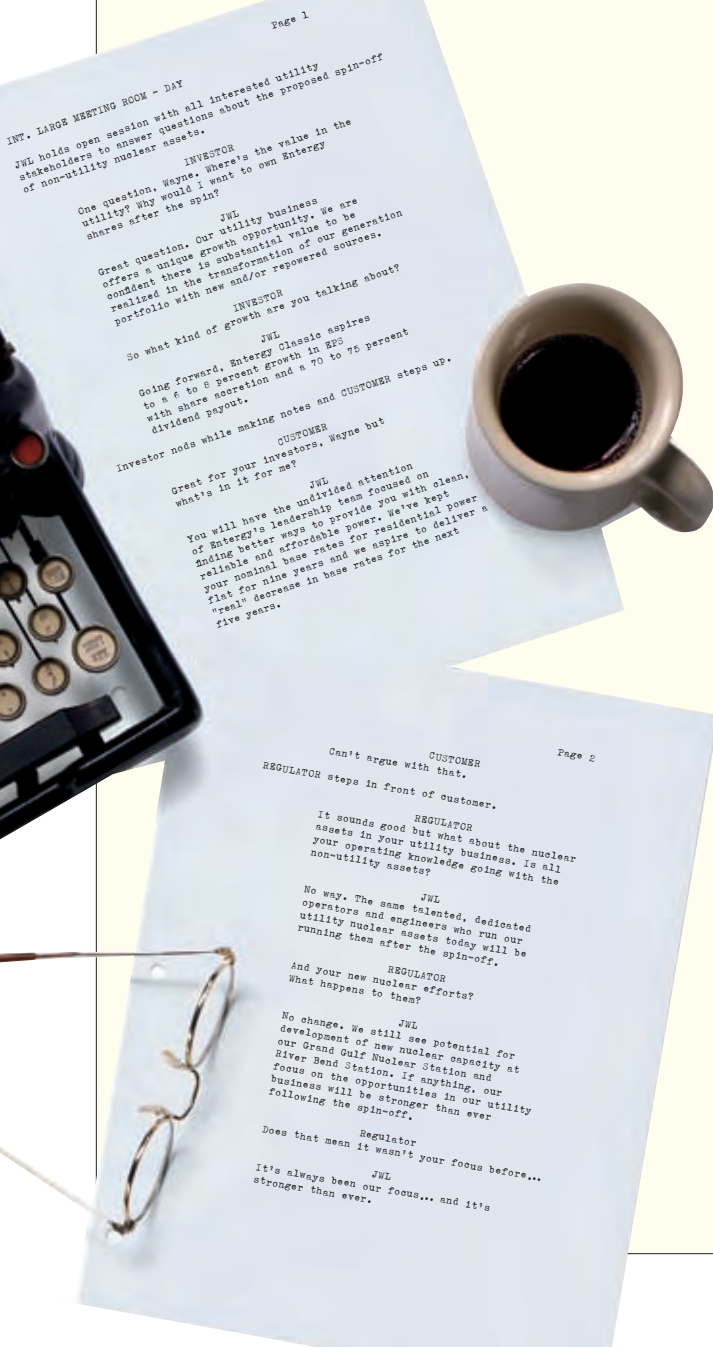 Page 1
INT. LARGE MEETING ROOM – DAY
JWL holds open session with all interested utility
stakeholders to answer questions about the proposed spin-off
of non-utility nuclear assets.
INVESTOR
One question, Wayne. Where's the value in the
utility? Why would I want to own Entergy
shares after the spin?
JWL
Great question. Our utility business
offers a unique growth opportunity. We are
confident there is substantial value to be
realized in the transformation of our generation
portfolio with new and/or repowered sources.
INVESTOR
So what kind of growth are you talking about?
JWL
Going forward, Entergy Classic aspires
to a 6 to 8 percent growth in EPS
with share accretion and a 70 to 75 percent
dividend payout.
Investor nods while making notes and CUSTOMER steps up.
CUSTOMER
Great for your investors, Wayne but
what's in it for me?
JWL
You will have the undivided attention
of Entergy's leadership team focused on
finding better ways to provide you with clean,
reliable and affordable power. We've kept
your nominal base rates for residential power
flat for nine years and we aspire to deliver a
"real" decrease in base rates for the next
five years.
Page 2
CUSTOMER
Can't argue with that.
REGULATOR steps in front of customer.
REGULATOR
It sounds good but what about the nuclear
assets in your utility business. Is all
your operating knowledge going with the
non-utility assets?
JWL
No way. The same talented, dedicated
operators and engineers who run our
utility nuclear assets today will be
running them after the spin-off.
REGULATOR
And your new nuclear efforts?
What happens to them?
JWL
No change. We still see potential for
development of new nuclear capacity at
our Grand Gulf Nuclear Station and
River Bend Station. If anything, our
focus on the opportunities in our utility
business will be stronger than ever
following the spin-off.
Regulator
Does that mean it wasn't your focus before...
JWL
It's always been our focus... and it's
stronger than ever.